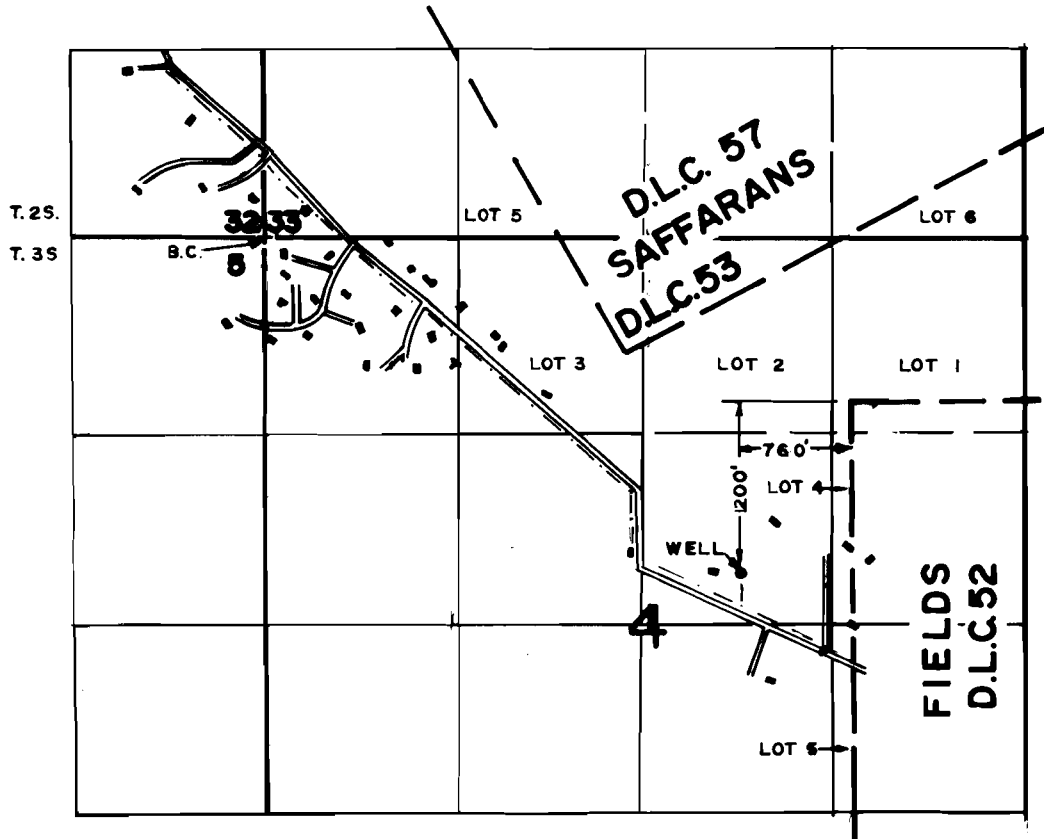 D.L.C. 57
SAFFARANS
D.L.C. 53
T. 2S.
T. 3S
32 33
LOT 5
LOT 6
B.C.
5
LOT 3
LOT 2
LOT 1
760'
1200'
LOT 4
WELL
4
FIELDS
D.L.C. 52
LOT 5